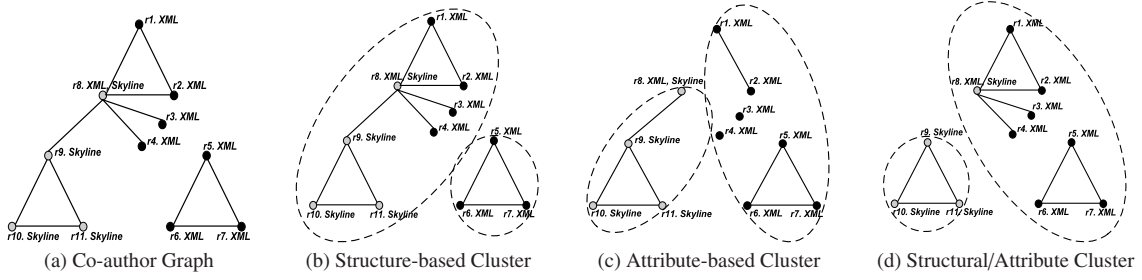 r1. XML
r8. XML, Skyline
r2. XML
r3. XML
r4. XML
r9. Skyline
r5. XML
r10. Skyline
r11. Skyline
r6. XML
r7. XML
(a) Co-author Graph
r1. XML
r8. XML, Skyline
r2. XML
r3. XML
r4. XML
r9. Skyline
r5. XML
r10. Skyline
r11. Skyline
r6. XML
r7. XML
(b) Structure-based Cluster
r1. XML
r8. XML, Skyline
r2. XML
r3. XML
r4. XML
r9. Skyline
r5. XML
r10. Skyline
r11. Skyline
r6. XML
r7. XML
(c) Attribute-based Cluster
r1. XML
r8. XML, Skyline
r2. XML
r3. XML
r4. XML
r9. Skyline
r5. XML
r10. Skyline
r11. Skyline
r6. XML
r7. XML
(d) Structural/Attribute Cluster